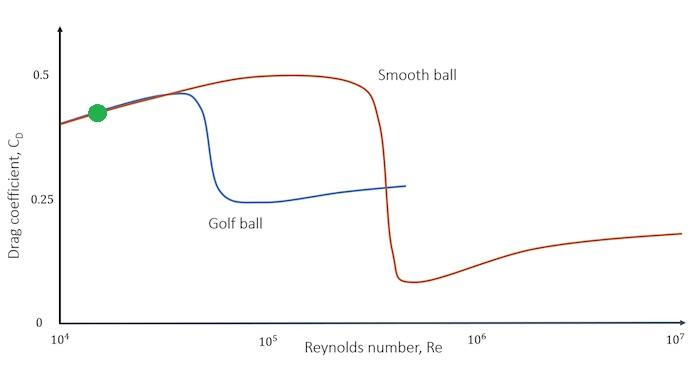 0.5
Smooth ball
Drag coefficient, C_D
0.25
Golf ball
0
10^4
10^5
10^6
10^7
Reynolds number, Re